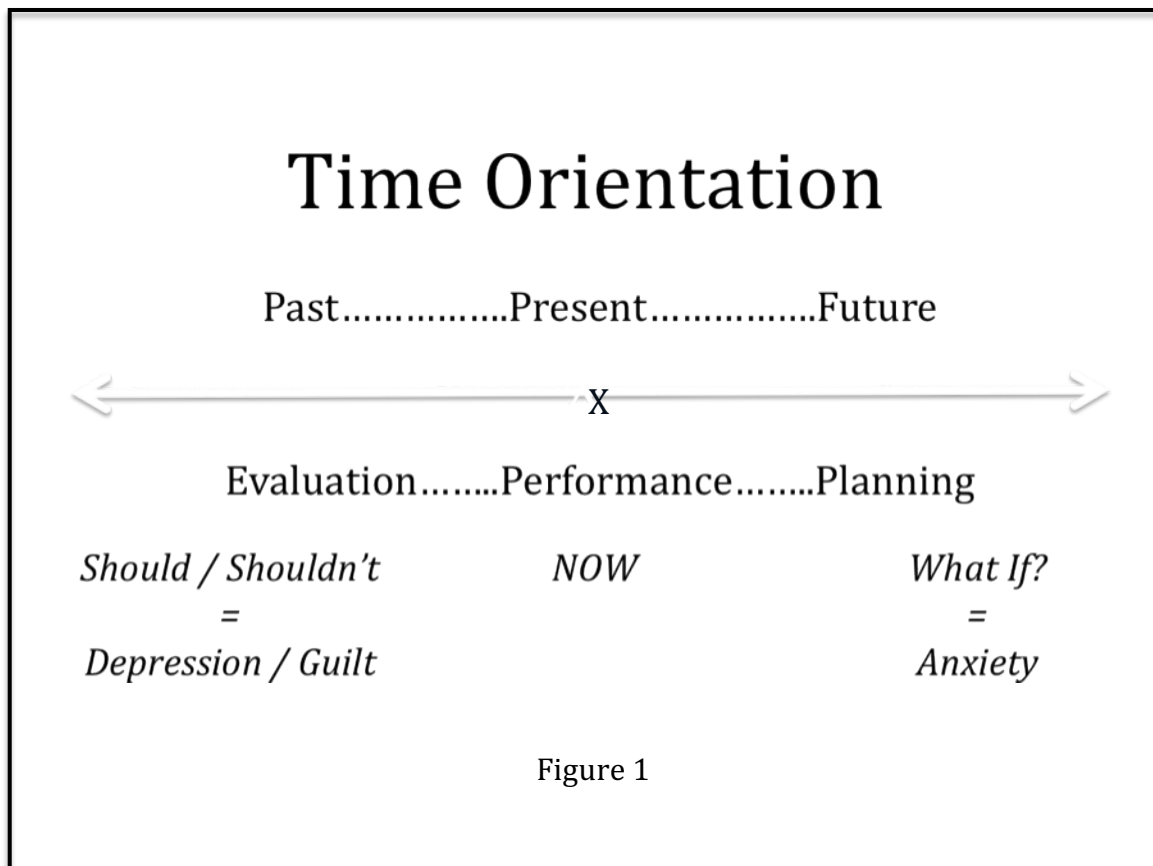 Time Orientation
Past…………….Present…………….Future
X
Evaluation……..Performance……..Planning
Should / Shouldn’t NOW What If?
= =
Depression / Guilt Anxiety
Figure 1